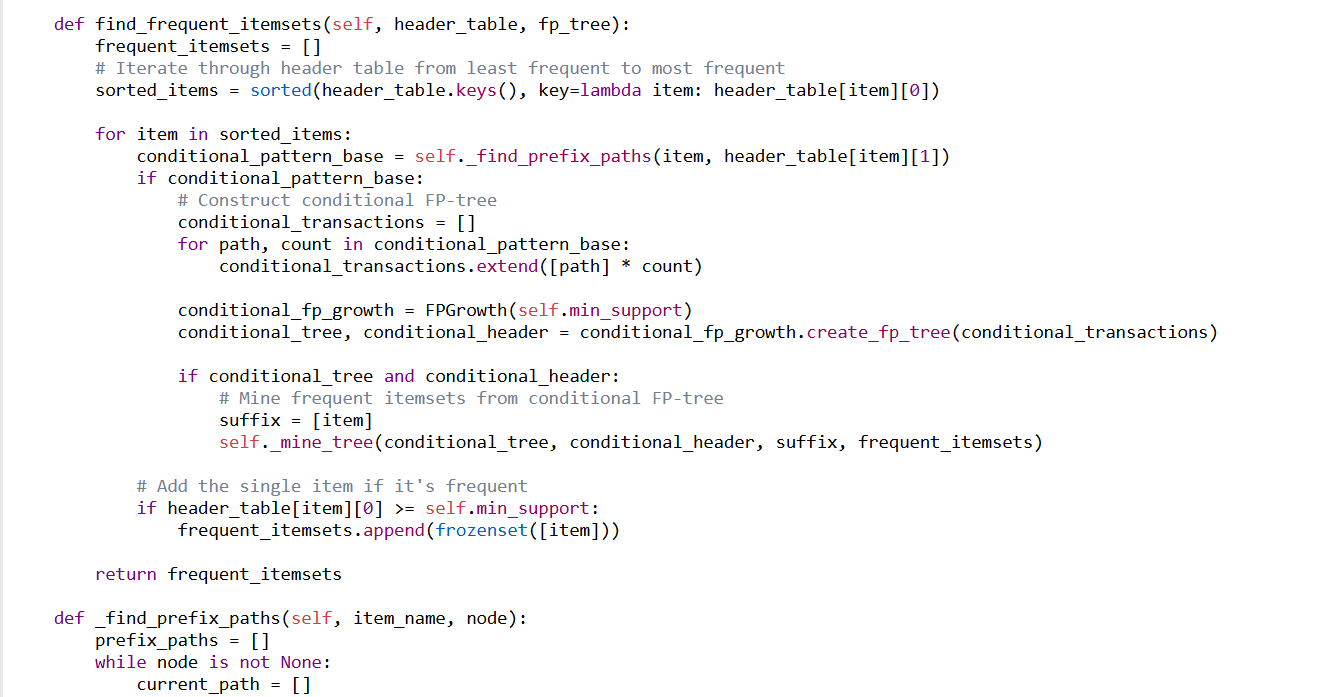 def find_frequent_itemsets(self, header_table, fp_tree):
    frequent_itemsets = []
    # Iterate through header table from least frequent to most frequent
    sorted_items = sorted(header_table.keys(), key=lambda item: header_table[item][0])

    for item in sorted_items:
        conditional_pattern_base = self._find_prefix_paths(item, header_table[item][1])
        if conditional_pattern_base:
            # Construct conditional FP-tree
            conditional_transactions = []
            for path, count in conditional_pattern_base:
                conditional_transactions.extend([path] * count)

            conditional_fp_growth = FPGrowth(self.min_support)
            conditional_tree, conditional_header = conditional_fp_growth.create_fp_tree(conditional_transactions)

            if conditional_tree and conditional_header:
                # Mine frequent itemsets from conditional FP-tree
                suffix = [item]
                self._mine_tree(conditional_tree, conditional_header, suffix, frequent_itemsets)

        # Add the single item if it's frequent
        if header_table[item][0] >= self.min_support:
            frequent_itemsets.append(frozenset([item]))

    return frequent_itemsets

def _find_prefix_paths(self, item_name, node):
    prefix_paths = []
    while node is not None:
        current_path = []